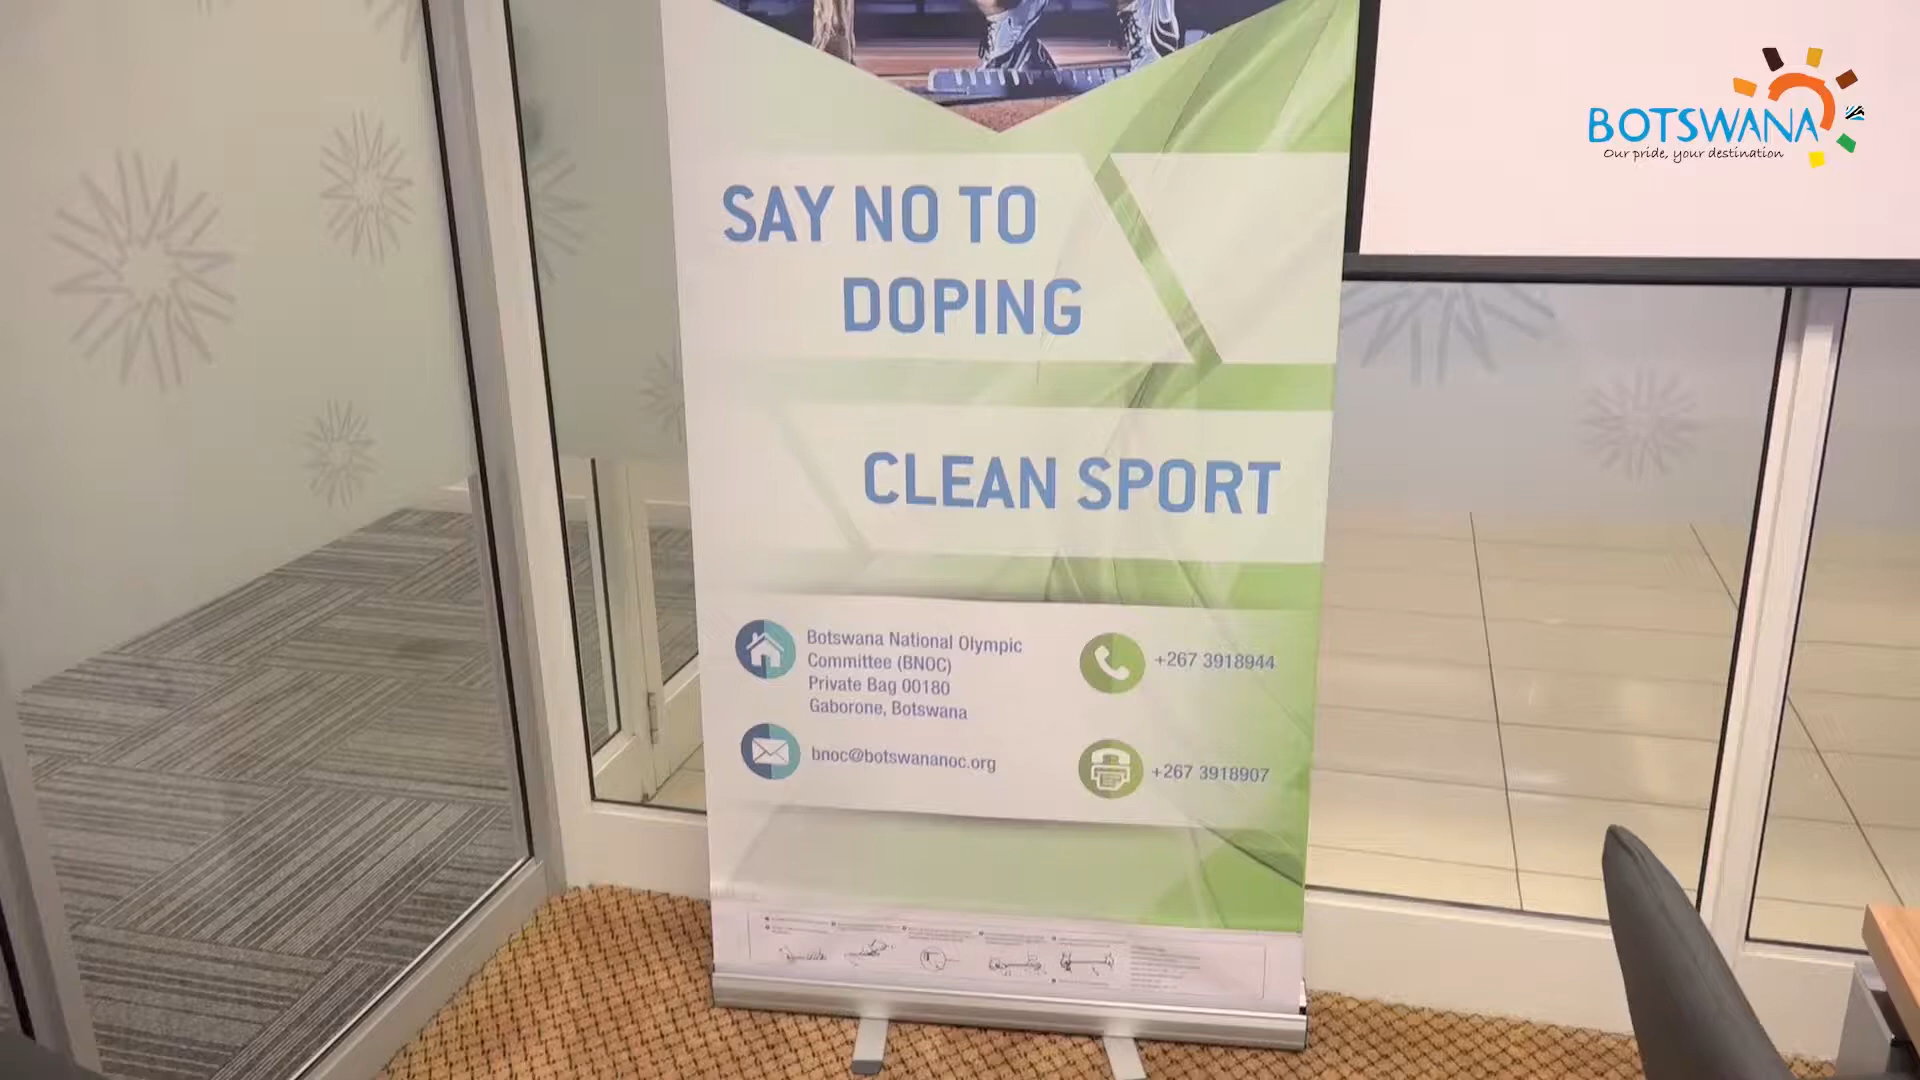 BOTSWANA
Our pride, your destination
SAY NO TO
DOPING
CLEAN SPORT
Botswana National Olympic
Committee (BNOC)
Private Bag 00180
Gaborone, Botswana
+267 3918944
bnoc@botswananoc.org
+267 3918907